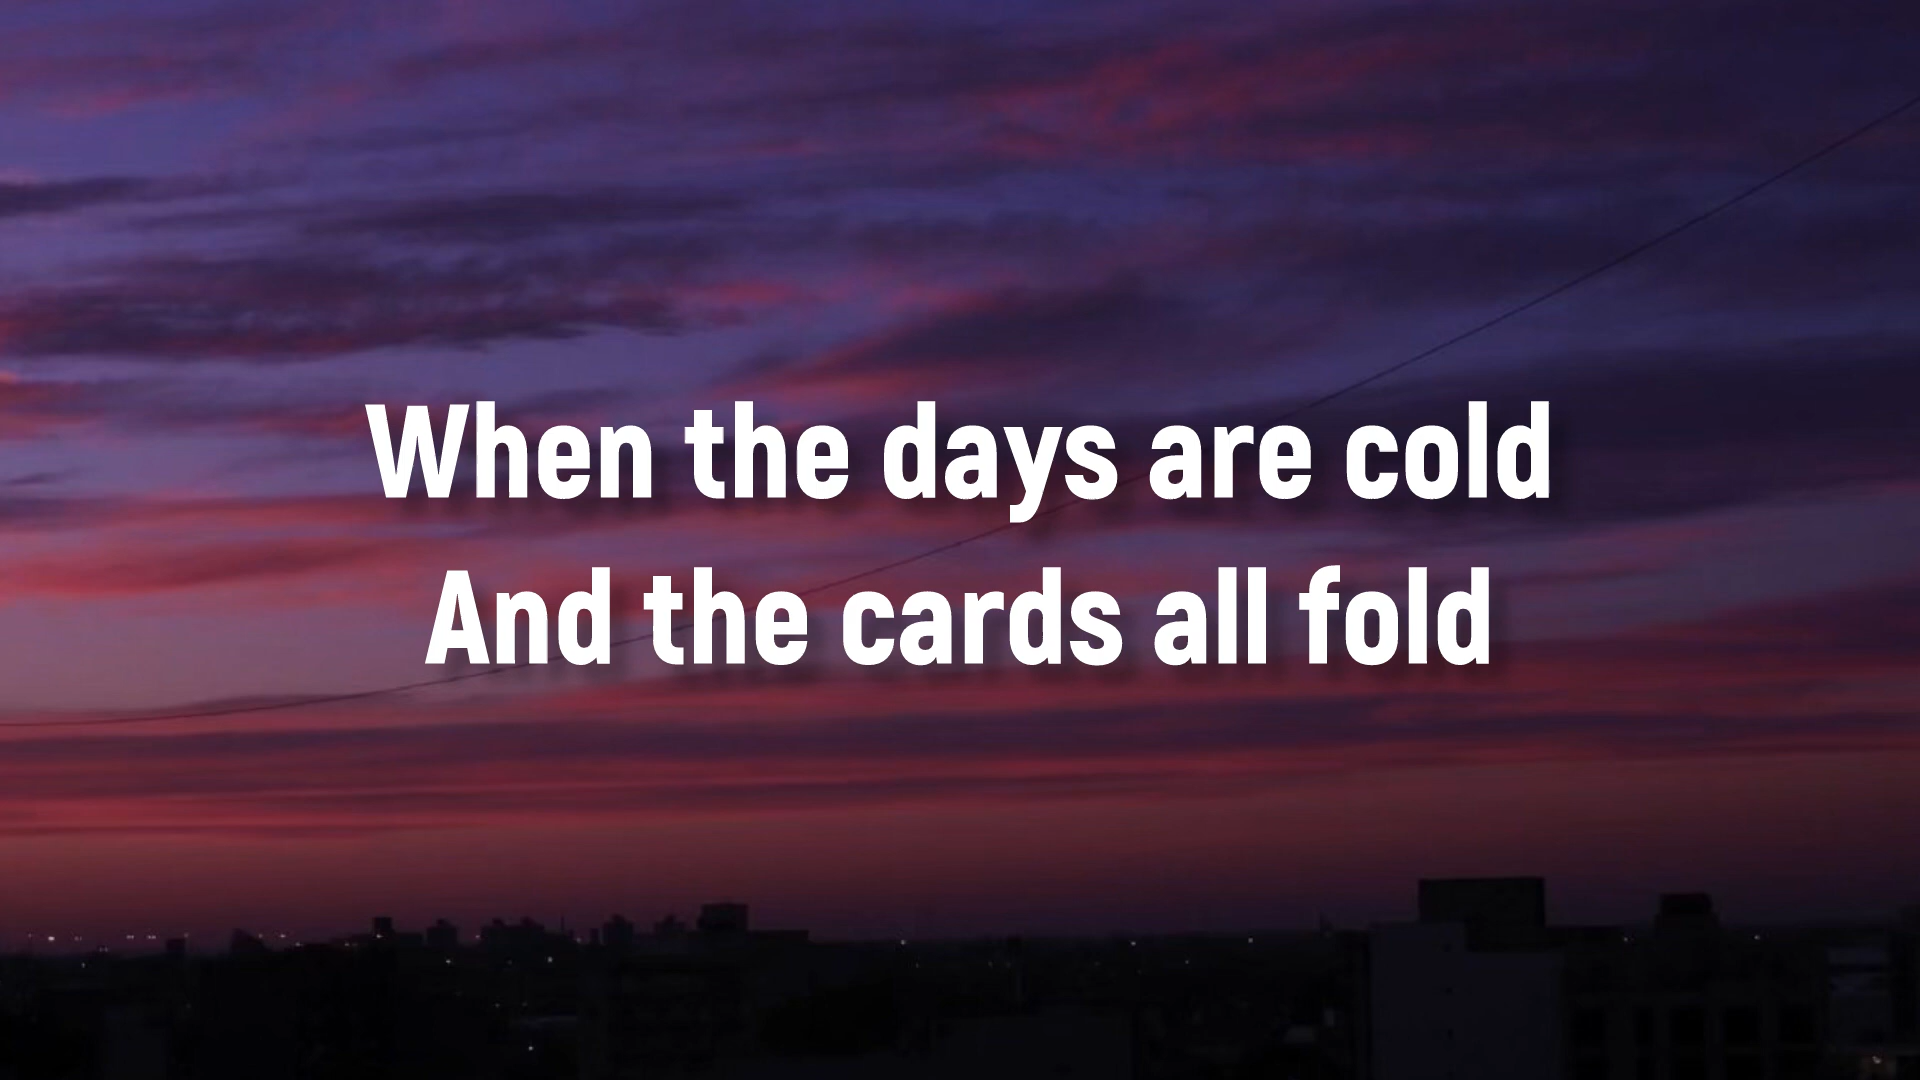 When the days are cold
And the cards all fold